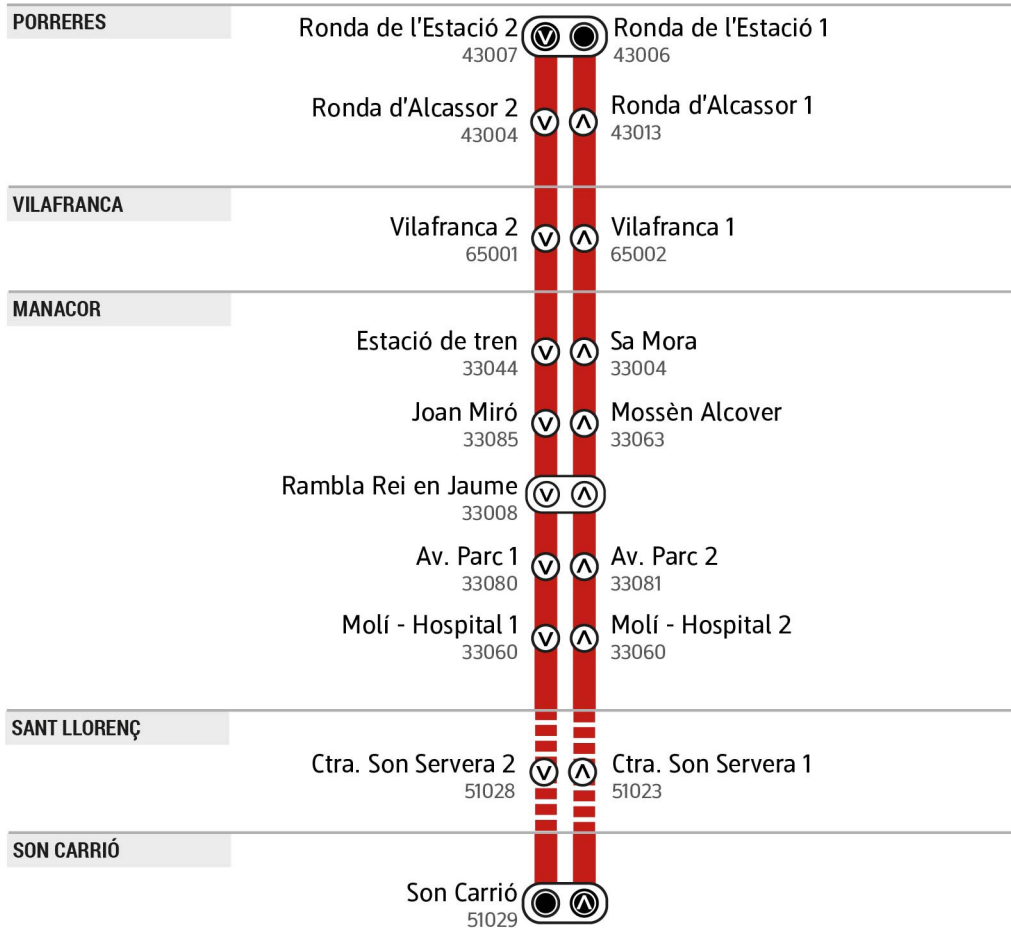 PORRERES
Ronda de l'Estació 2
43007
Ronda de l'Estació 1
43006
Ronda d'Alcassor 2
43004
Ronda d'Alcassor 1
43013
VILAFRANCA
Vilafranca 2
65001
Vilafranca 1
65002
MANACOR
Estació de tren
33044
Sa Mora
33004
Joan Miró
33085
Mossèn Alcover
33063
Rambla Rei en Jaume
33008
Av. Parc 1
33080
Av. Parc 2
33081
Molí - Hospital 1
33060
Molí - Hospital 2
33060
SANT LLORENÇ
Ctra. Son Servera 2
51028
Ctra. Son Servera 1
51023
SON CARRIÓ
Son Carrió
51029